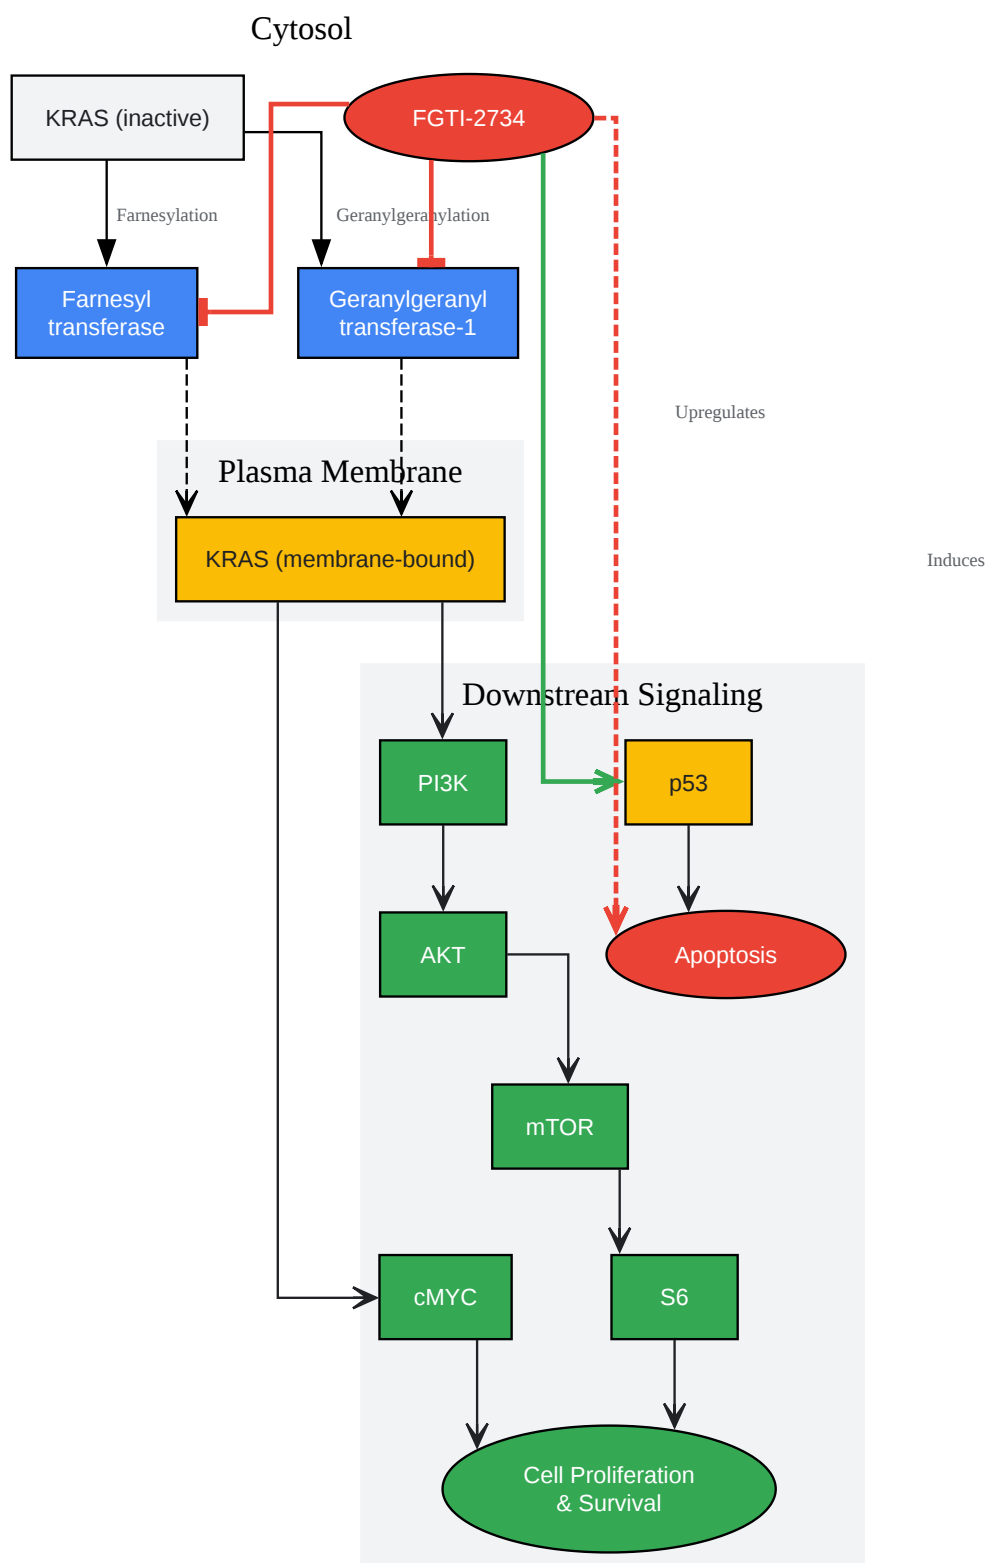 Cytosol
KRAS (inactive)
FGTI-2734
Farnesylation
Geranylgeranylation
Farnesyl
transferase
Geranylgeranyl
transferase-1
Upregulates
Plasma Membrane
KRAS (membrane-bound)
Induces
Downstream Signaling
PI3K
p53
AKT
Apoptosis
mTOR
cMYC
S6
Cell Proliferation
& Survival